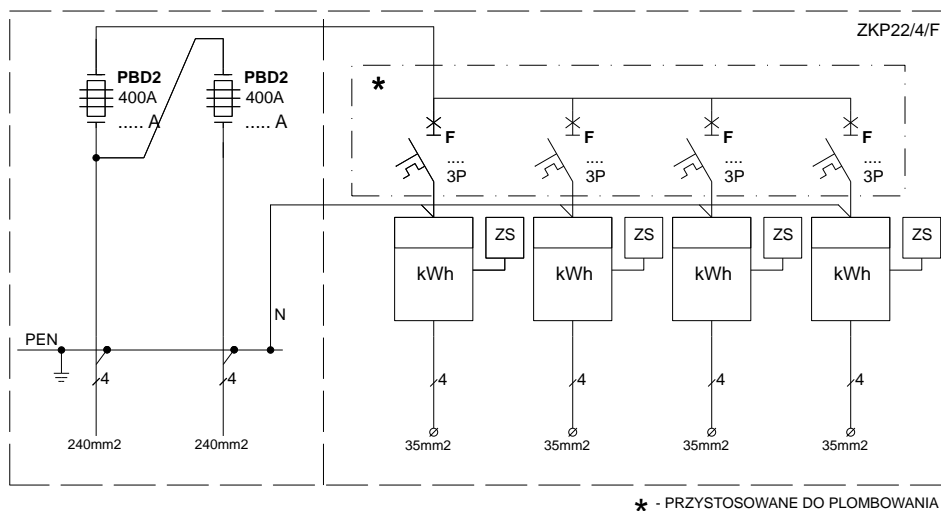 ZKP22/4/F
PBD2
400A
..... A
PBD2
400A
..... A
*
F
....
3P
F
....
3P
F
....
3P
F
....
3P
kWh
ZS
kWh
ZS
kWh
ZS
kWh
ZS
N
PEN
4
4
4
4
4
4
240mm2
240mm2
35mm2
35mm2
35mm2
35mm2
* - PRZYSTOSOWANE DO PLOMBOWANIA